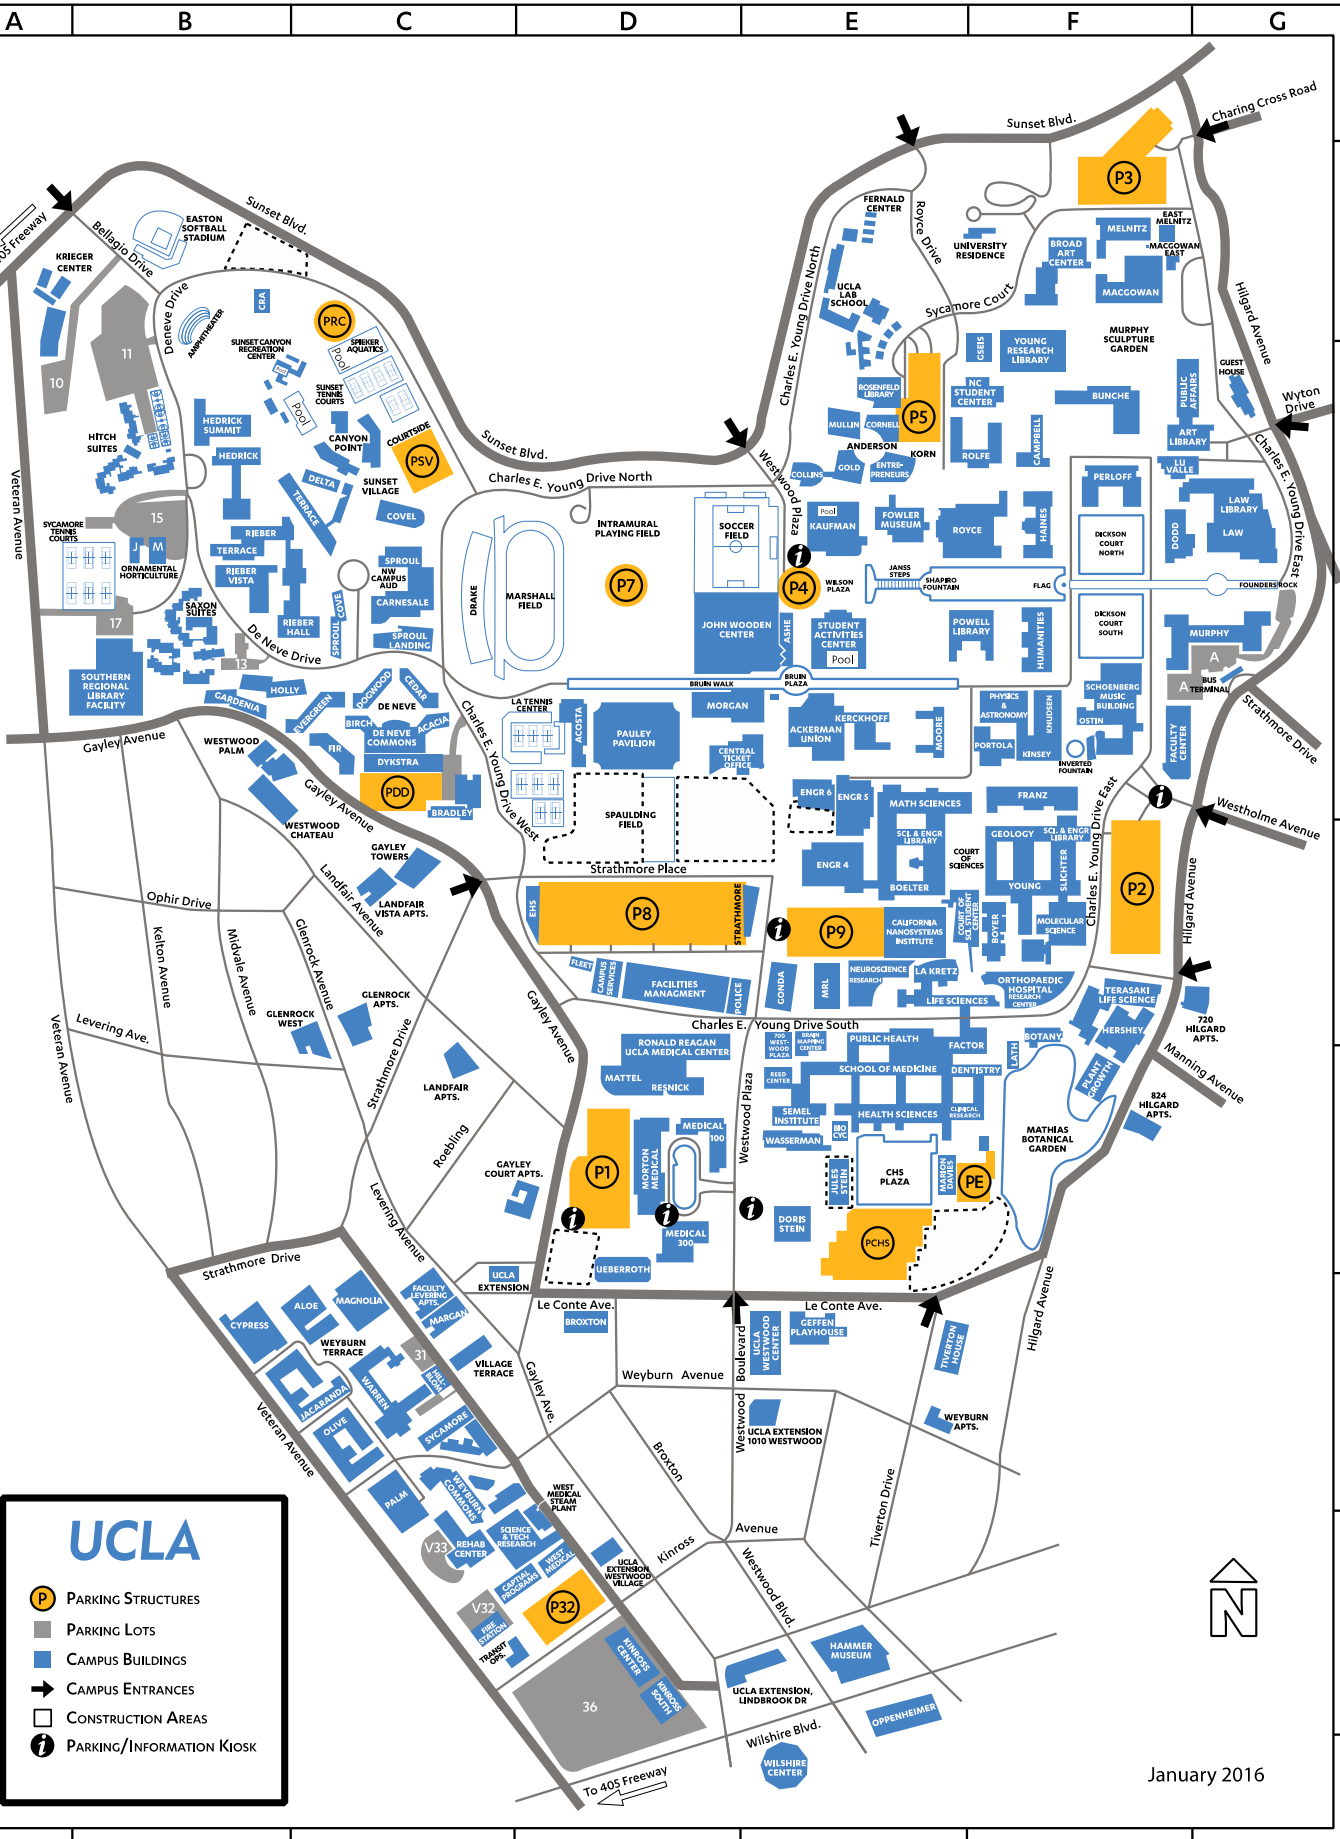 A
B
C
D
E
F
G
Charing Cross Road
Sunset Blvd.
P3
405 Freeway
Bellagio Drive
EASTON
SOFTBALL
STADIUM
Sunset Blvd.
KRIEGER
CENTER
FERNALD
CENTER
Royce Drive
UNIVERSITY
RESIDENCE
MELNITZ
EAST
MELNITZ
MACGOWAN
EAST
BROAD
ART
CENTER
MACGOWAN
Charles E. Young Drive North
UCLA
LAB
SCHOOL
Sycamore Court
Hilgard Avenue
Deneve Drive
AMPHITHEATER
CRA
PRC
11
10
SUNSET CANYON
RECREATION
CENTER
Pool
SPIEKER
AQUATICS
Pool
SUNSET
TENNIS
COURTS
Pool
GSEIS
YOUNG
RESEARCH
LIBRARY
MURPHY
SCULPTURE
GARDEN
GUEST
HOUSE
Wyton
Drive
ROSENFELD
LIBRARY
NC
STUDENT
CENTER
BUNCHE
PUBLIC
AFFAIRS
P5
MULLIN
CORNELL
ANDERSON
KORN
ROLFE
CAMPBELL
ART
LIBRARY
HITCH
SUITES
HEDRICK
SUMMIT
HEDRICK
CANYON
POINT
COURTSIDE
PSV
DELTA
TERRACE
SUNSET
VILLAGE
COVEL
Sunset Blvd.
Charles E. Young Drive North
Westwood Plaza
COLLINS
GOLD
ENTRE-
PRENEURS
LU
VALLE
PERLOFF
LAW
LIBRARY
LAW
Charles E. Young Drive East
Veteran Avenue
15
SYCAMORE
TENNIS
COURTS
J
M
ORNAMENTAL
HORTICULTURE
RIEBER
TERRACE
RIEBER
VISTA
RIEBER
HALL
INTRAMURAL
PLAYING FIELD
SOCCER
FIELD
Pool
KAUFMAN
FOWLER
MUSEUM
ROYCE
HAINES
DICKSON
COURT
NORTH
DODD
SPROUL
NW
CAMPUS
AUD
CARNESALE
SPROUL
COVE
SPROUL
LANDING
DRAKE
MARSHALL
FIELD
P7
P4
WILSON
PLAZA
JANSS
STEPS
SHAPIRO
FOUNTAIN
FLAG
FOUNDERS ROCK
17
SAXON
SUITES
13
De Neve Drive
JOHN WOODEN
CENTER
ASHE
STUDENT
ACTIVITIES
CENTER
Pool
POWELL
LIBRARY
HUMANITIES
DICKSON
COURT
SOUTH
MURPHY
A
A
BUS
TERMINAL
Strathmore Drive
SOUTHERN
REGIONAL
LIBRARY
FACILITY
GARDENIA
HOLLY
EVERGREEN
DOGWOOD
CEDAR
DE NEVE
BIRCH
ACACIA
DE NEVE
COMMONS
FIR
DYKSTRA
PDD
BRADLEY
Charles E. Young Drive West
BRUIN WALK
BRUIN
PLAZA
LA TENNIS
CENTER
ACOSTA
PAULEY
PAVILION
MORGAN
CENTRAL
TICKET
OFFICE
ACKERMAN
UNION
KERCKHOFF
MOORE
PHYSICS
&
ASTRONOMY
KNUDSEN
SCHOENBERG
MUSIC
BUILDING
OSTIN
PORTOLA
KINSEY
INVERTED
FOUNTAIN
FACULTY
CENTER
Gayley Avenue
WESTWOOD
PALM
Gayley Avenue
WESTWOOD
CHATEAU
GAYLEY
TOWERS
LANDFAIR
VISTA APTS.
Landfair Avenue
SPAULDING
FIELD
ENGR 6
ENGR 5
MATH SCIENCES
SCI. & ENGR
LIBRARY
ENGR 4
BOELTER
COURT
OF
SCIENCES
FRANZ
GEOLOGY
SCI. & ENGR
LIBRARY
YOUNG
SLICHTER
Charles E. Young Drive East
P2
Westholme Avenue
Hilgard Avenue
Strathmore Place
EHS
P8
STRATHMORE
P9
CALIFORNIA
NANOSYSTEMS
INSTITUTE
COURT OF
SCI. STUDENT
CENTER
BOYER
MOLECULAR
SCIENCE
Ophir Drive
Kelton Avenue
Midvale Avenue
Glenrock Avenue
Levering Ave.
Veteran Avenue
GLENROCK
WEST
GLENROCK
APTS.
Strathmore Drive
LANDFAIR
APTS.
Roebling
Gayley Avenue
FLEET
CAMPUS
SERVICES
FACILITIES
MANAGMENT
POLICE
GONDA
MRL
NEUROSCIENCE
RESEARCH
LA KRETZ
LIFE SCIENCES
ORTHOPAEDIC
HOSPITAL
RESEARCH
CENTER
TERASAKI
LIFE SCIENCE
HERSHEY
720
HILGARD
APTS.
Charles E. Young Drive South
RONALD REAGAN
UCLA MEDICAL CENTER
MATTEL
RESNICK
700
WEST-
WOOD
PLAZA
BRAIN
MAPPING
CENTER
PUBLIC HEALTH
FACTOR
LATH
BOTANY
REED
CENTER
SCHOOL OF MEDICINE
DENTISTRY
PLANT
GROWTH
Manning Avenue
824
HILGARD
APTS.
SEMEL
INSTITUTE
HEALTH SCIENCES
CLINICAL
RESEARCH
BIO
CYC
WASSERMAN
MATHIAS
BOTANICAL
GARDEN
Westwood Plaza
P1
MORTON
MEDICAL
MEDICAL
100
GAYLEY
COURT APTS.
JULES
STEIN
CHS
PLAZA
MARION
DAVIES
PE
DORIS
STEIN
PCHS
MEDICAL
300
UEBERROTH
UCLA
EXTENSION
Levering Avenue
Strathmore Drive
Le Conte Ave.
Le Conte Ave.
BROXTON
UCLA
WESTWOOD
CENTER
GEFFEN
PLAYHOUSE
TIVERTON
HOUSE
Hilgard Avenue
CYPRESS
ALOE
MAGNOLIA
FACULTY
LEVERING
APTS.
MARGAN
WEYBURN
TERRACE
31
HILL-
BLOM
VILLAGE
TERRACE
JACARANDA
WARREN
OLIVE
SYCAMORE
Weyburn Avenue
Westwood Boulevard
Gayley Ave.
UCLA EXTENSION
1010 WESTWOOD
WEYBURN
APTS.
Veteran Avenue
Broxton
Avenue
PALM
WEYBURN
COMMONS
WEST
MEDICAL
STEAM
PLANT
SCIENCE
& TECH
RESEARCH
V33
REHAB
CENTER
CAPTIAL
PROGRAMS
WEST
MEDICAL
UCLA
EXTENSION
WESTWOOD
VILLAGE
Kinross
Westwood Blvd.
Tiverton Drive
V32
FIRE
STATION
TRANSIT
OPS.
P32
KINROSS
CENTER
KINROSS
SOUTH
36
HAMMER
MUSEUM
UCLA EXTENSION,
LINDBROOK DR
OPPENHEIMER
Wilshire Blvd.
WILSHIRE
CENTER
To 405 Freeway
UCLA
P PARKING STRUCTURES
PARKING LOTS
CAMPUS BUILDINGS
CAMPUS ENTRANCES
CONSTRUCTION AREAS
i PARKING/INFORMATION KIOSK
N
January 2016